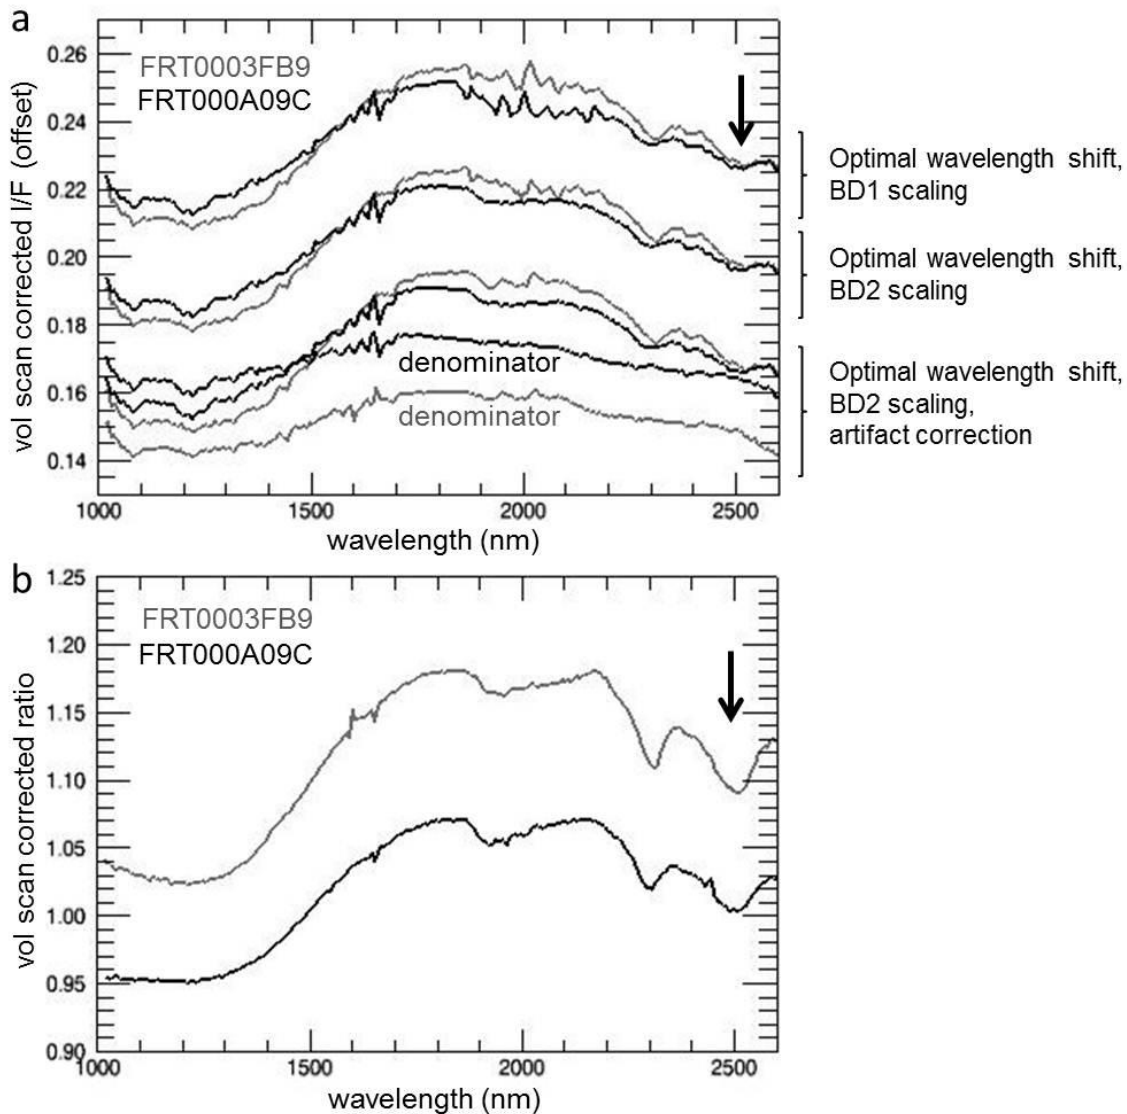 a
0.26
0.24
0.22
0.20
0.18
0.16
0.14
vol scan corrected I/F (offset)
FRT0003FB9
FRT000A09C
denominator
denominator
Optimal wavelength shift,
BD1 scaling
Optimal wavelength shift,
BD2 scaling
Optimal wavelength shift,
BD2 scaling,
artifact correction
1000 1500 2000 2500
wavelength (nm)
b
1.25
1.20
1.15
1.10
1.05
1.00
0.95
0.90
vol scan corrected ratio
FRT0003FB9
FRT000A09C
1000 1500 2000 2500
wavelength (nm)